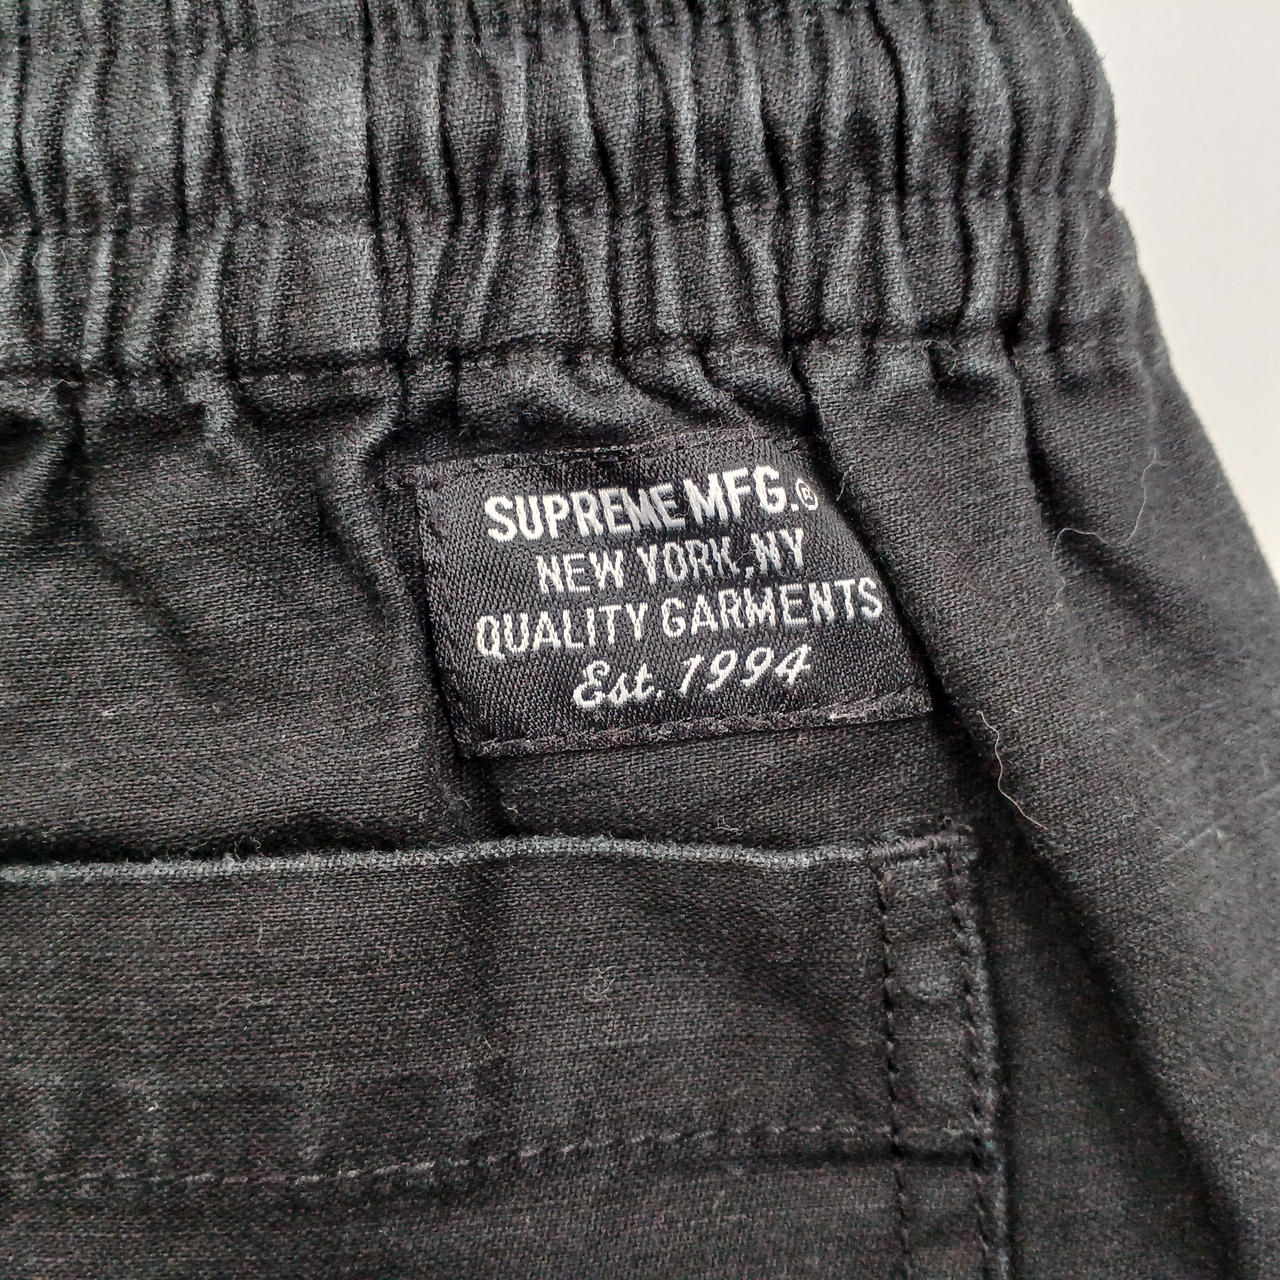 SUPREME MFG.®
NEW YORK, NY
QUALITY GARMENTS
Est. 1994